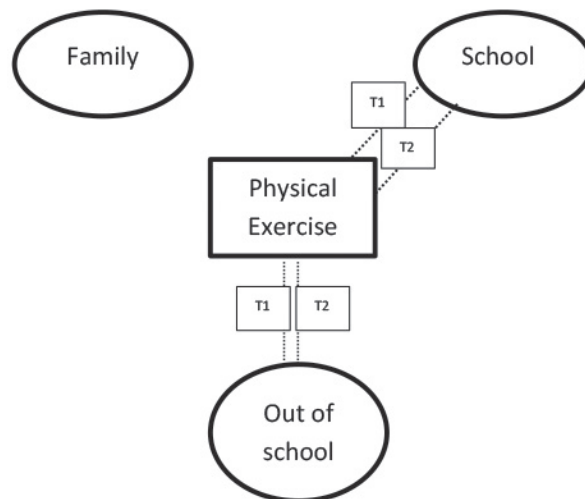 Family
School
T1
T2
Physical
Exercise
T1
T2
Out of
school